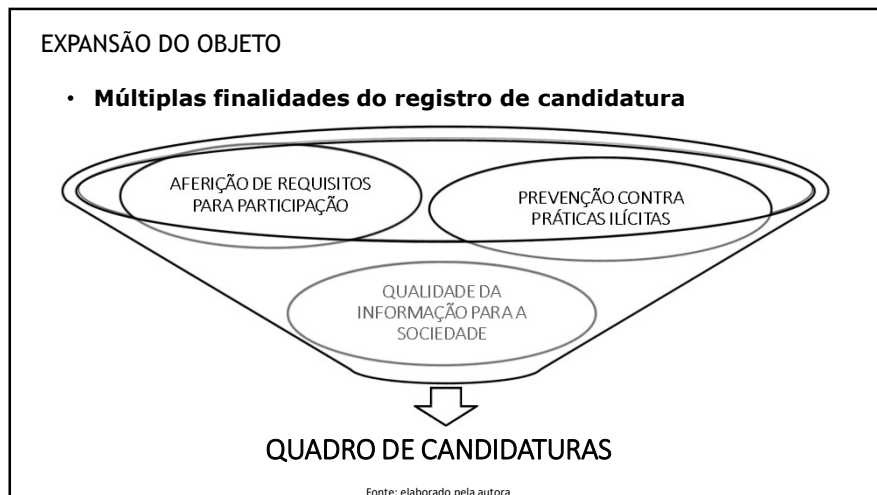 EXPANSÃO DO OBJETO
• Múltiplas finalidades do registro de candidatura
AFERIÇÃO DE REQUISITOS
PARA PARTICIPAÇÃO
PREVENÇÃO CONTRA
PRÁTICAS ILÍCITAS
QUALIDADE DA
INFORMAÇÃO PARA A
SOCIEDADE
QUADRO DE CANDIDATURAS
Fonte: elaborado pela autora